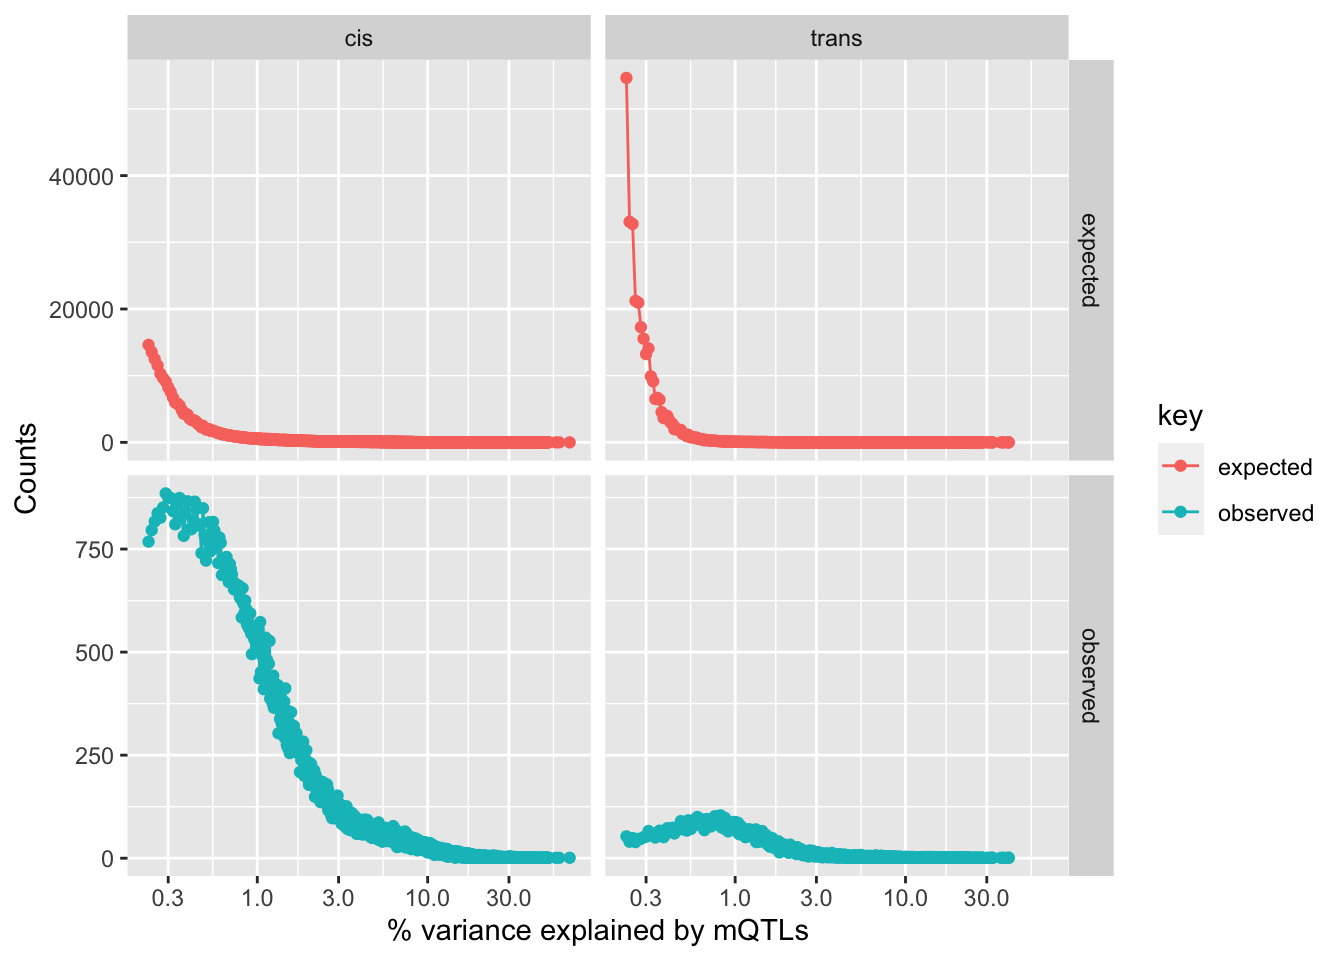 cis
trans
40000
20000
0
expected
750
500
250
0
observed
0.3 1.0 3.0 10.0 30.0
0.3 1.0 3.0 10.0 30.0
% variance explained by mQTLs
Counts
key
expected
observed